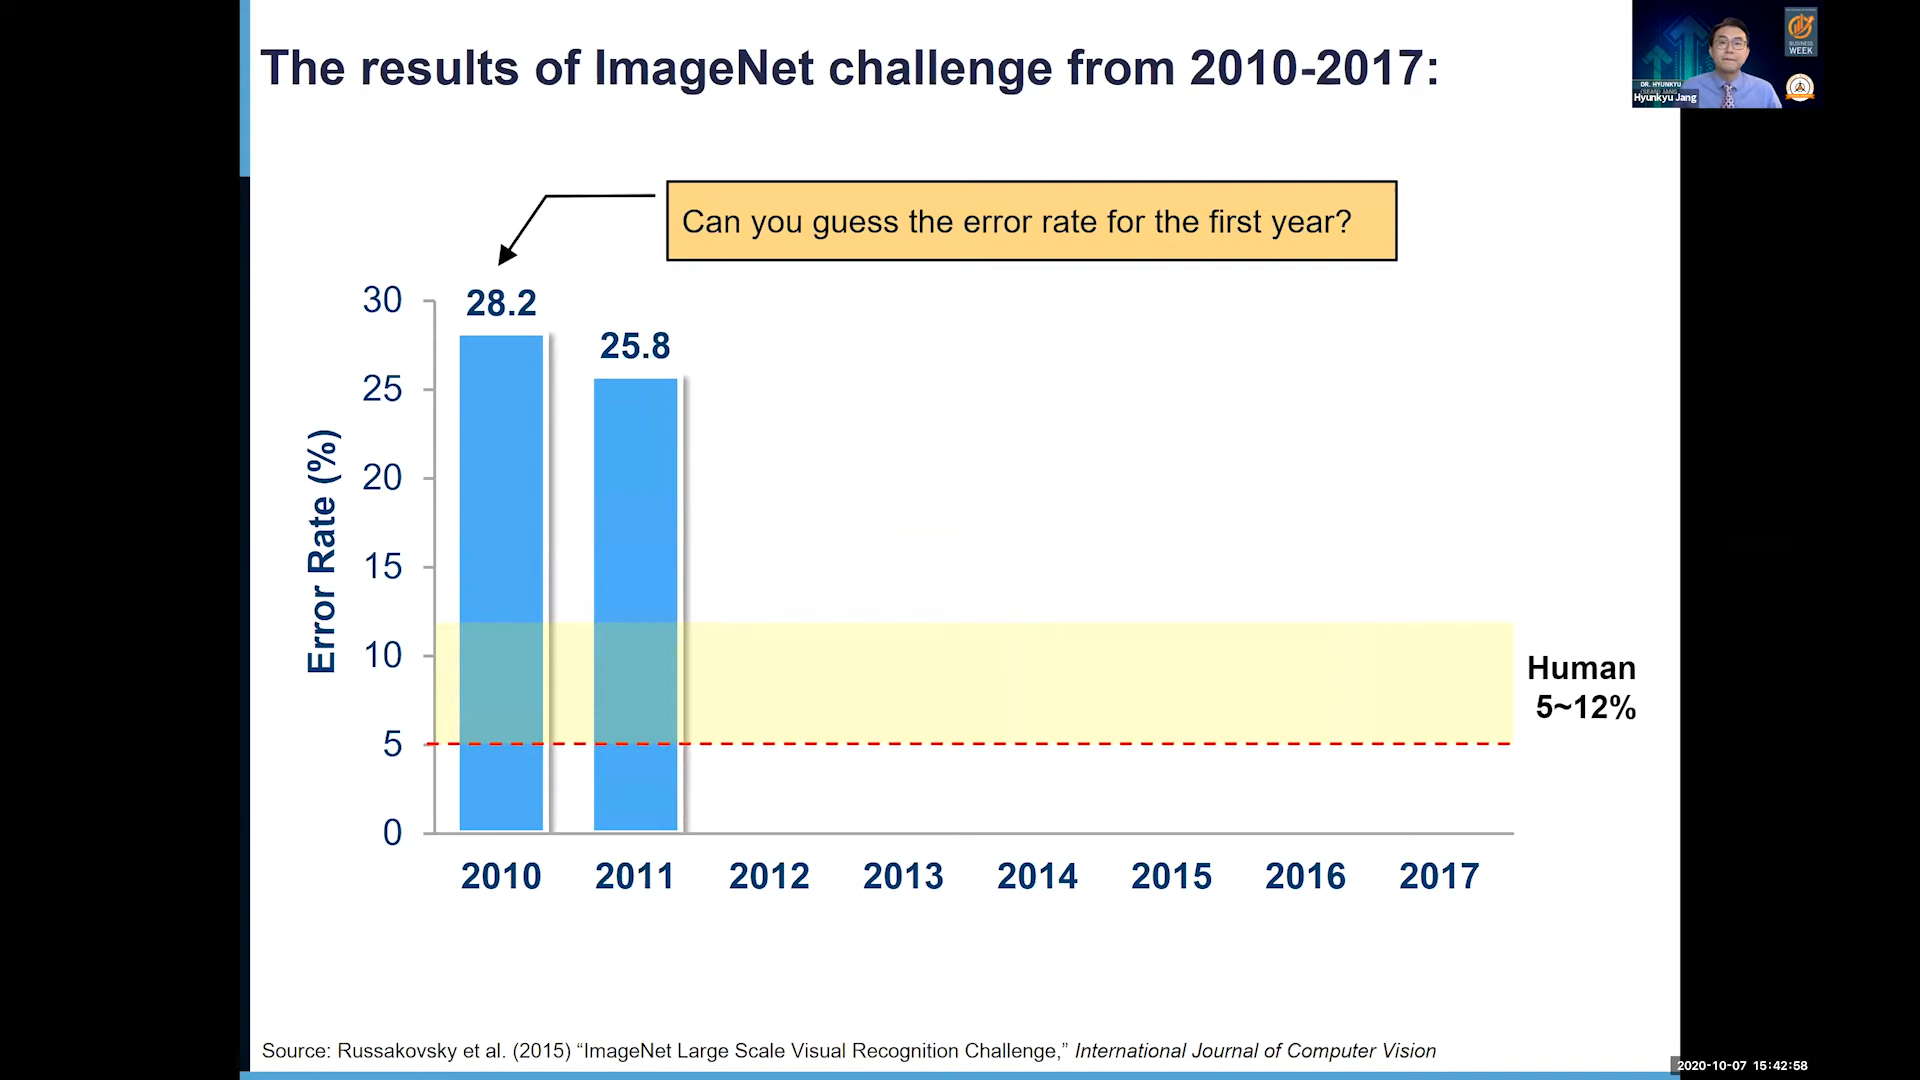 The results of ImageNet challenge from 2010-2017:
DR. HYUNKYU
(SEAN) JANG
Hyunkyu Jang
BUSINESS
WEEK
Can you guess the error rate for the first year?
30
25
20
15
10
5
0
Error Rate (%)
28.2
25.8
Human
5~12%
2010 2011 2012 2013 2014 2015 2016 2017
Source: Russakovsky et al. (2015) “ImageNet Large Scale Visual Recognition Challenge,” International Journal of Computer Vision
2020-10-07 15:42:58